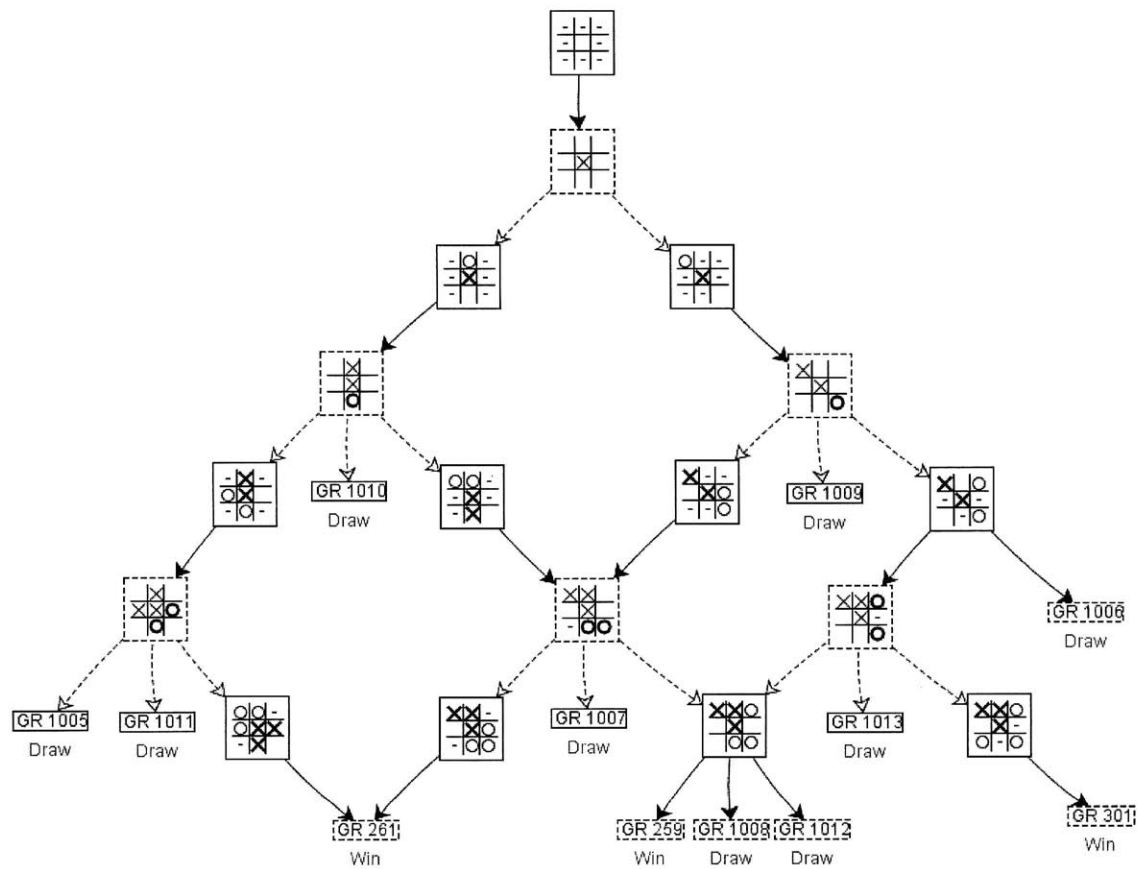 GR 1010
Draw
GR 1009
Draw
GR 1006
Draw
GR 1005
Draw
GR 1011
Draw
GR 1007
Draw
GR 1013
Draw
GR 261
Win
GR 259
Win
GR 1008
Draw
GR 1012
Draw
GR 301
Win